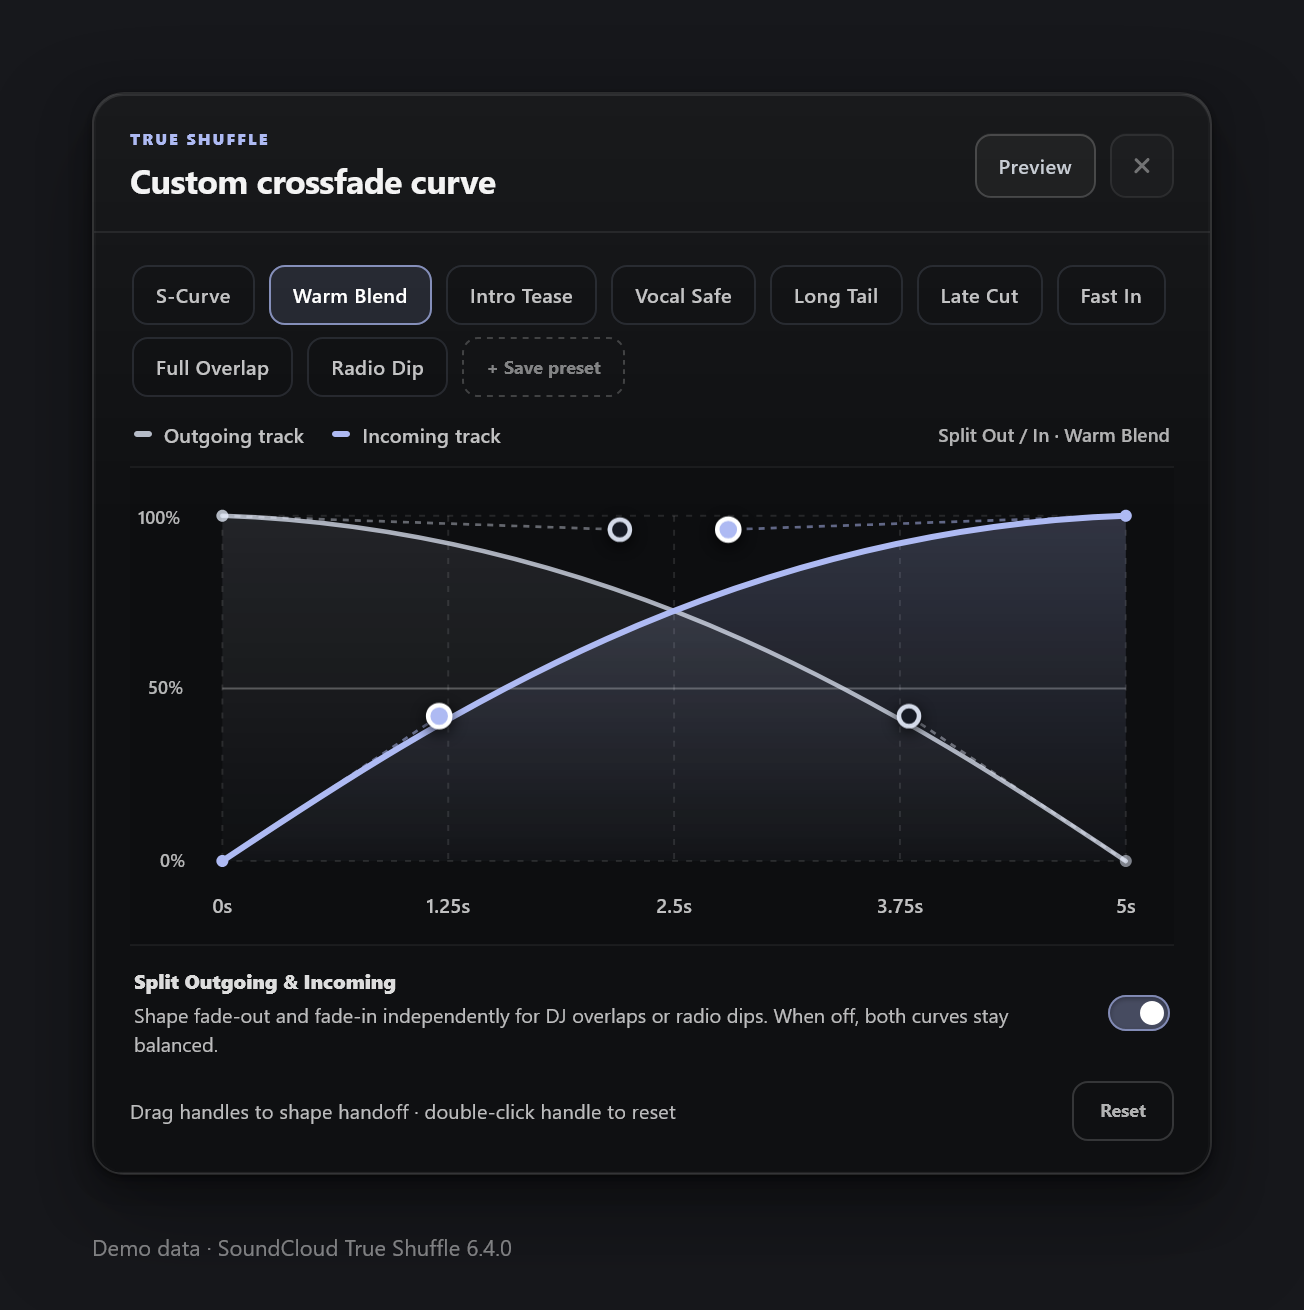 TRUE SHUFFLE
Custom crossfade curve
Preview
×
S-Curve
Warm Blend
Intro Tease
Vocal Safe
Long Tail
Late Cut
Fast In
Full Overlap
Radio Dip
+ Save preset
Outgoing track
Incoming track
Split Out / In · Warm Blend
100%
50%
0%
0s
1.25s
2.5s
3.75s
5s
Split Outgoing & Incoming
Shape fade-out and fade-in independently for DJ overlaps or radio dips. When off, both curves stay
balanced.
Drag handles to shape handoff · double-click handle to reset
Reset
Demo data · SoundCloud True Shuffle 6.4.0